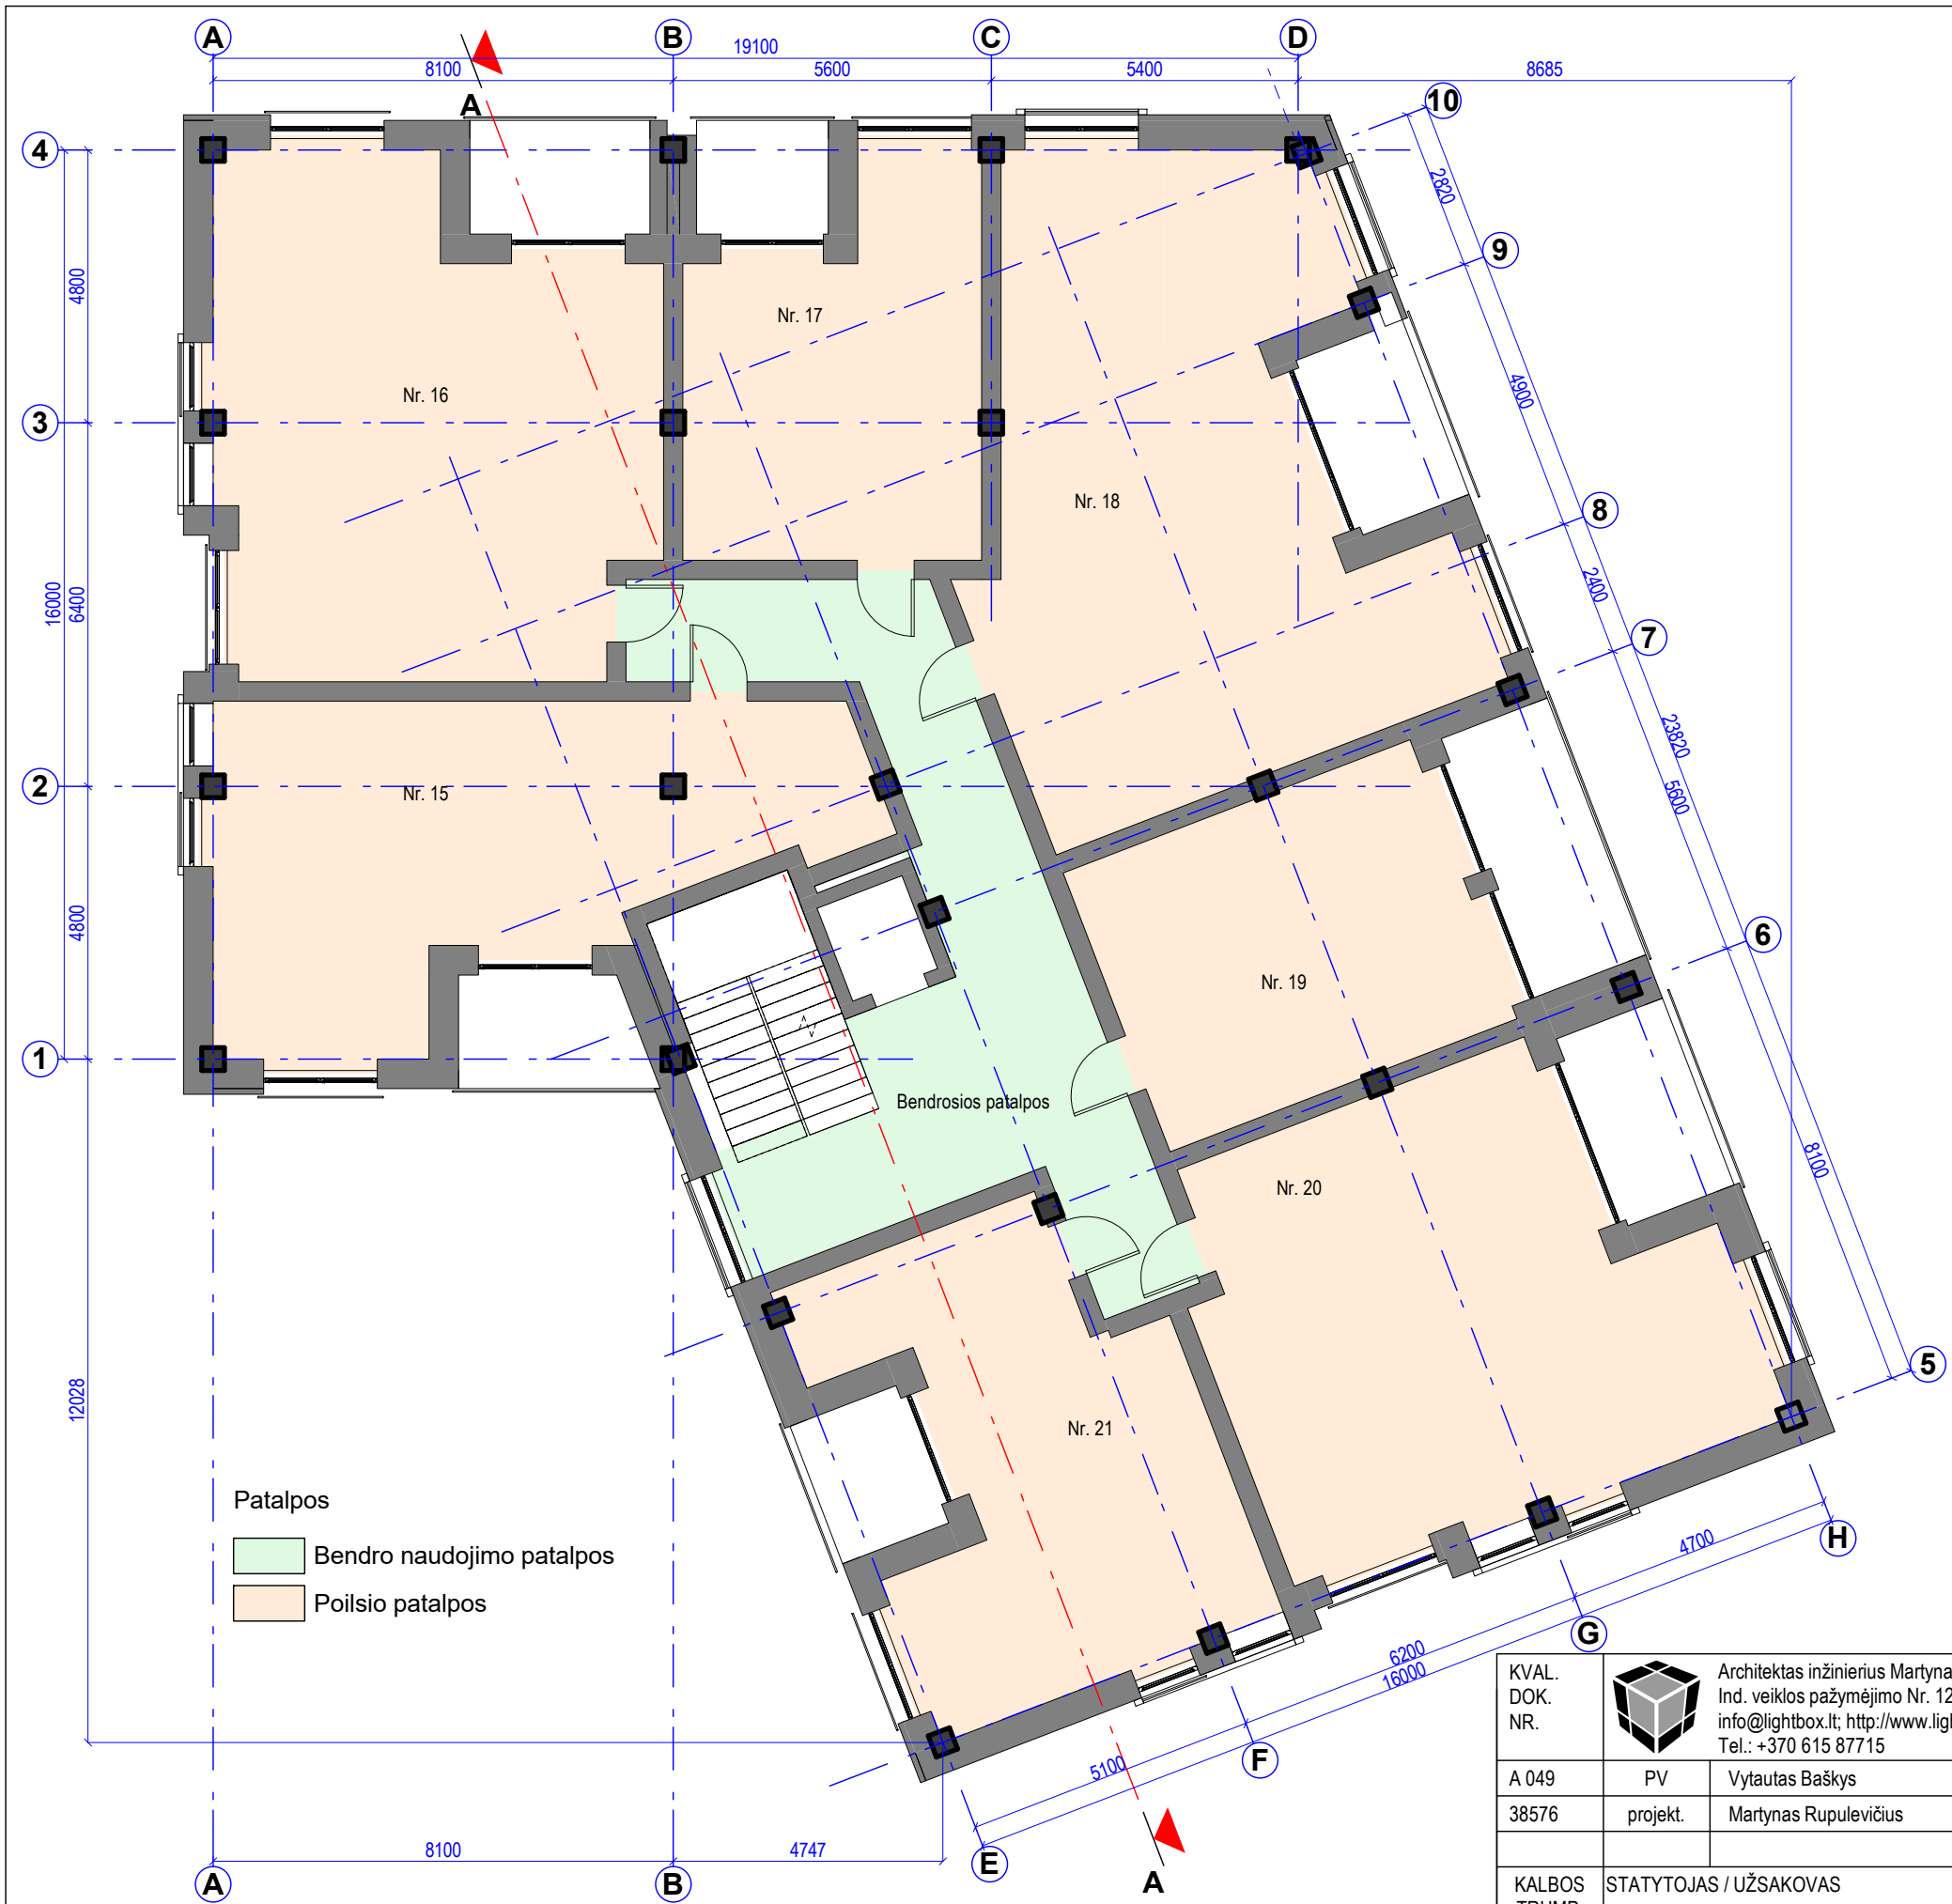 A B C D
19100
8100 5600 5400 8685
A
10
4
2820
9
4800
Nr. 17
4900
Nr. 16
3
Nr. 18
8
16000
6400
2400
7
23820
2
Nr. 15
5600
4800
6
Nr. 19
1
Bendrosios patalpos
8100
Nr. 20
5
12028
Nr. 21
Patalpos
Bendro naudojimo patalpos
Poilsio patalpos
4700
H
G
6200
16000
5100
F
E
A
8100 4747
A B
KVAL.
DOK.
NR.
Architektas inžinierius Martyna
Ind. veiklos pažymėjimo Nr. 12
info@lightbox.lt; http://www.lig
Tel.: +370 615 87715
A 049 PV Vytautas Baškys
38576 projekt. Martynas Rupulevičius
KALBOS STATYTOJAS / UŽSAKOVAS